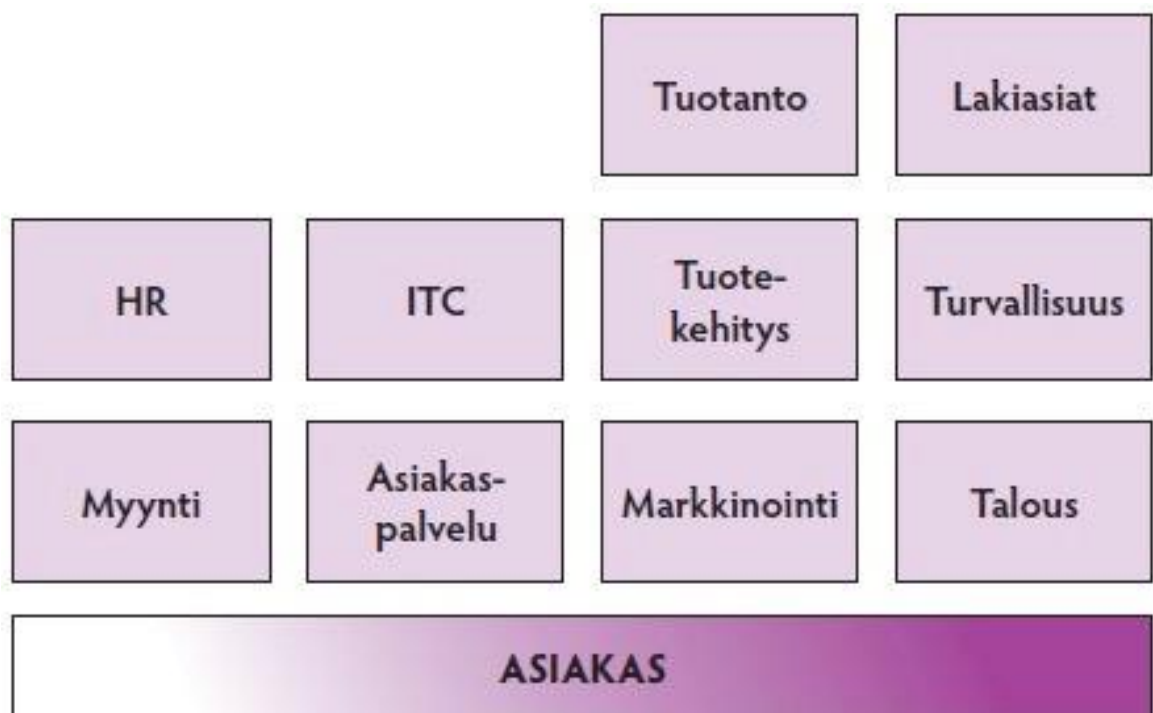 Tuotanto
Lakiasiat
HR
ITC
Tuote-
kehitys
Turvallisuus
Myynti
Asiakas-
palvelu
Markkinointi
Talous
ASIAKAS